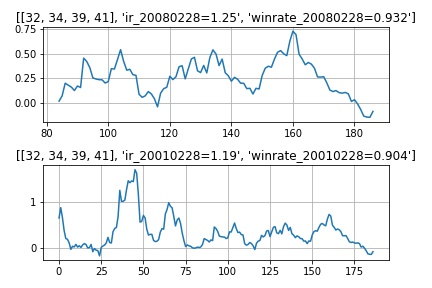 [[32, 34, 39, 41], 'ir_20080228=1.25', 'winrate_20080228=0.932']
0.75
0.50
0.25
0.00
80 100 120 140 160 180
[[32, 34, 39, 41], 'ir_20010228=1.19', 'winrate_20010228=0.904']
1
0
0 25 50 75 100 125 150 175